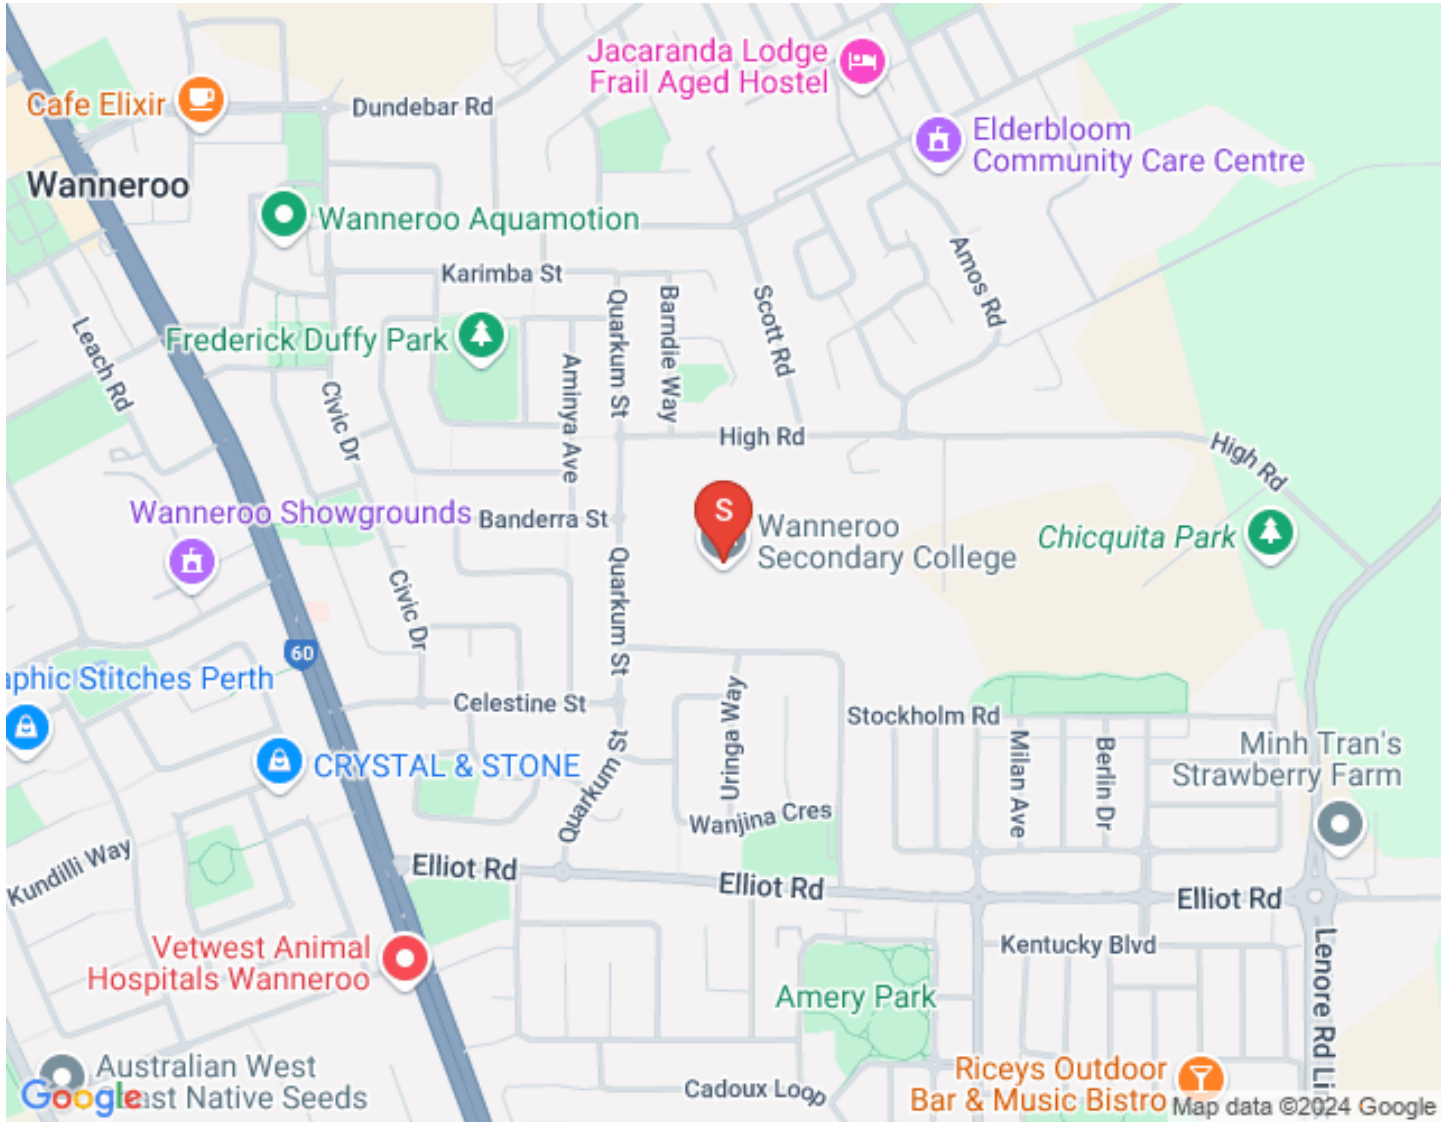 Jacaranda Lodge
Frail Aged Hostel
Cafe Elixir
Dundebar Rd
Elderbloom
Community Care Centre
Wanneroo
Wanneroo Aquamotion
Karimba St
Amos Rd
Scott Rd
Barndie Way
Quarkum St
Leach Rd
Frederick Duffy Park
Aminya Ave
Civic Dr
High Rd
High Rd
Wanneroo Showgrounds
Banderra St
S
Wanneroo
Secondary College
Chicquita Park
Quarkum St
Civic Dr
60
aphic Stitches Perth
Celestine St
Uringa Way
Stockholm Rd
Milan Ave
Berlin Dr
Minh Tran's
Strawberry Farm
CRYSTAL & STONE
Quarkum St
Wanjina Cres
Kundilli Way
Elliot Rd
Elliot Rd
Elliot Rd
Kentucky Blvd
Lenore Rd Li
Vetwest Animal
Hospitals Wanneroo
Amery Park
Australian West
ast Native Seeds
Google
Cadoux Loop
Riceys Outdoor
Bar & Music Bistro
Map data ©2024 Google